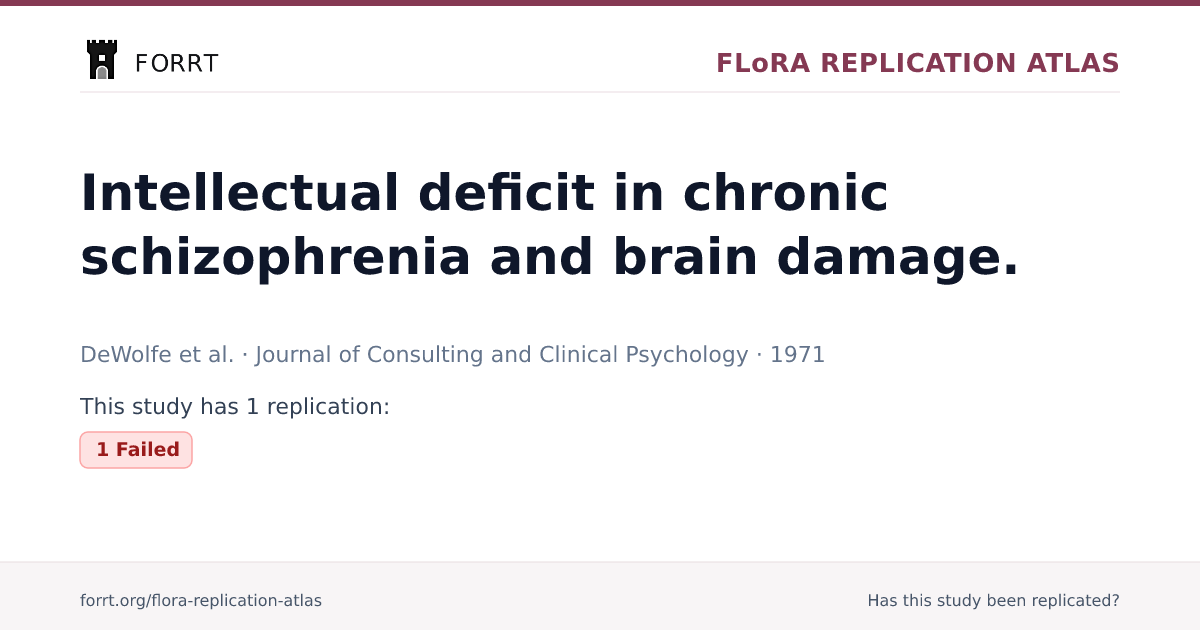 FORRT
FLoRA REPLICATION ATLAS
Intellectual deficit in chronic
schizophrenia and brain damage.
DeWolfe et al. · Journal of Consulting and Clinical Psychology · 1971
This study has 1 replication:
1 Failed
forrt.org/flora-replication-atlas
Has this study been replicated?